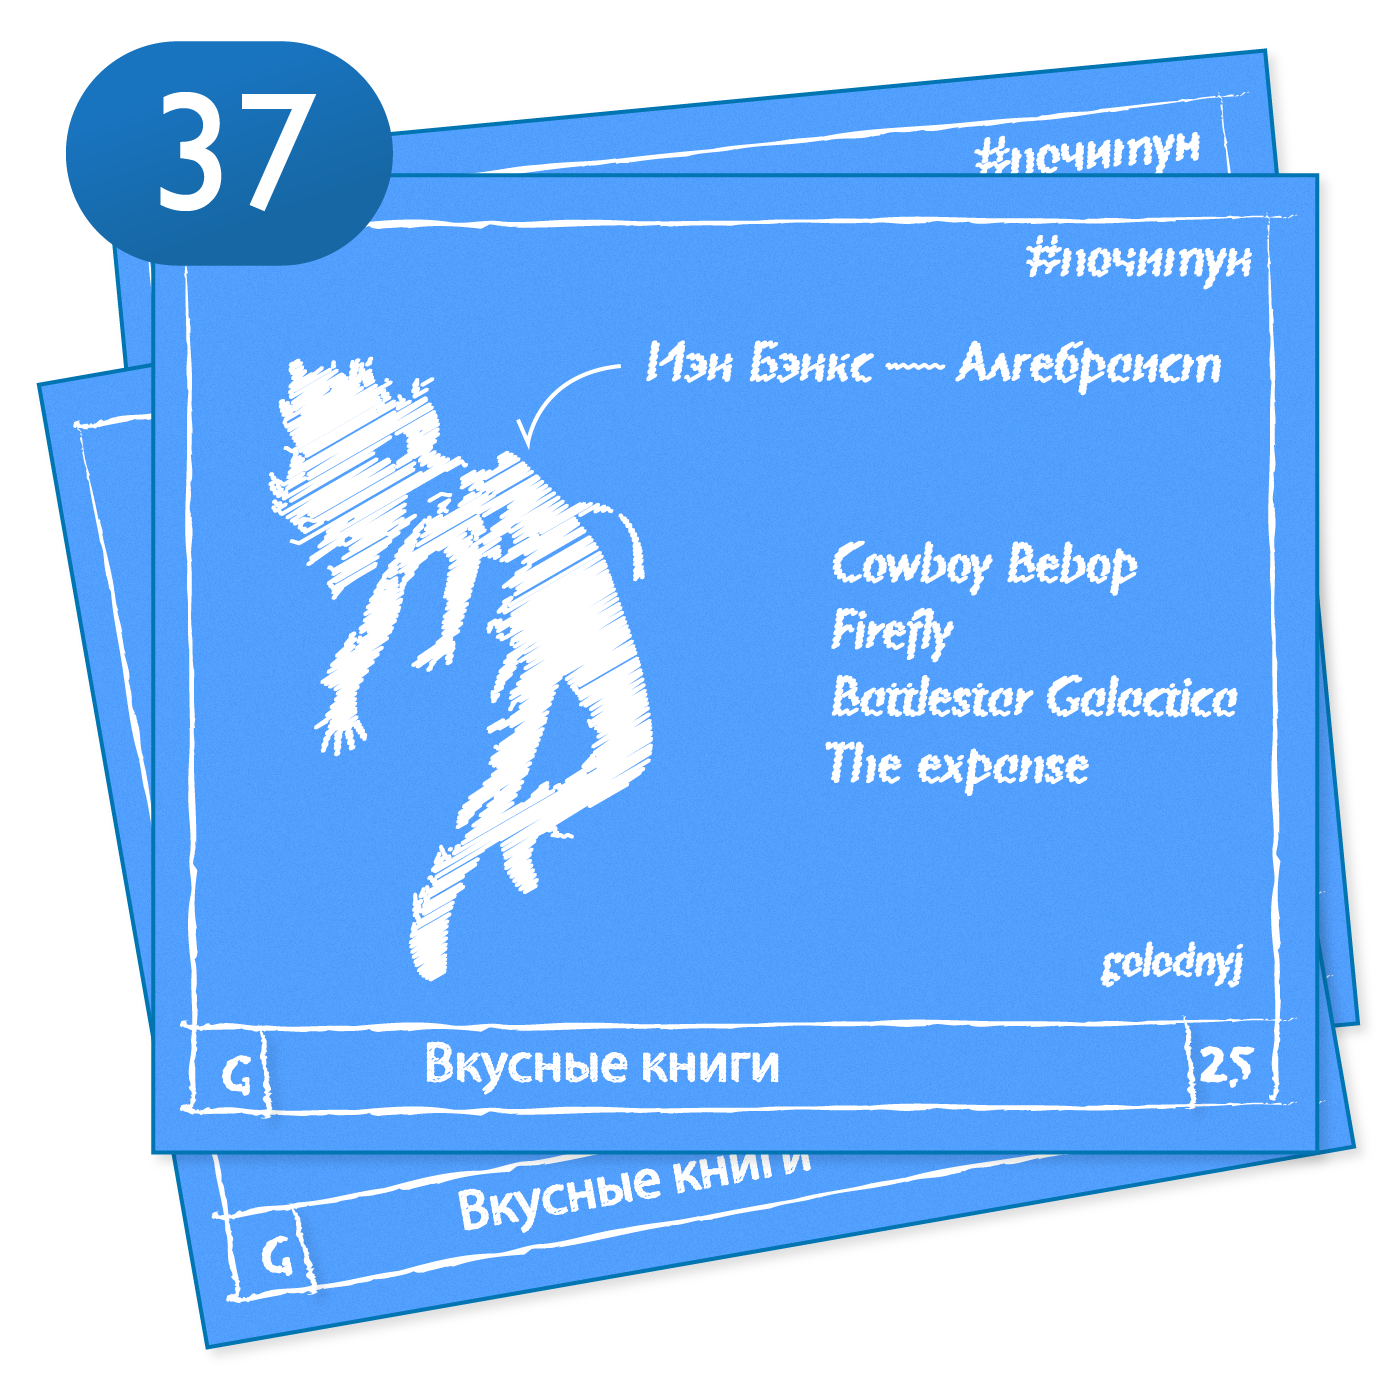 37
#почитун
#почитун
Иэн Бэнкс — Алгебраист
Cowboy Bebop
Firefly
Battlestar Galactica
The expanse
golodnyj
G Вкусные книги 25
Вкусные книги
G